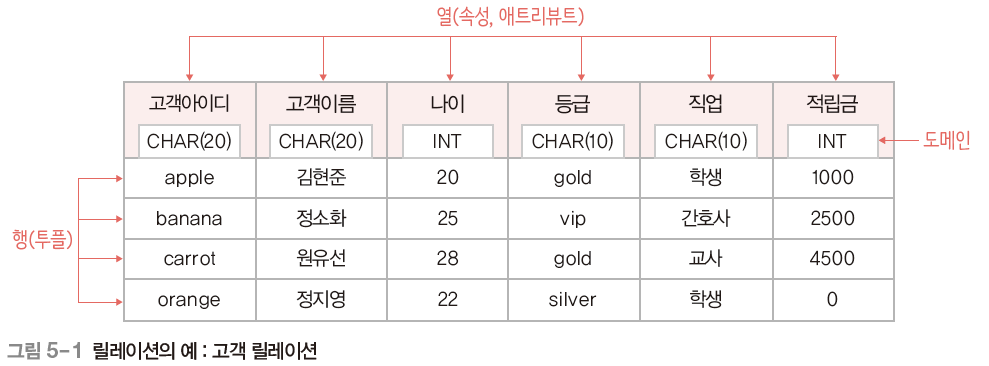 열(속성, 애트리뷰트)
고객아이디 고객이름 나이 등급 직업 적립금
CHAR(20) CHAR(20) INT CHAR(10) CHAR(10) INT
도메인
apple 김현준 20 gold 학생 1000
banana 정소화 25 vip 간호사 2500
행(투플)
carrot 원유선 28 gold 교사 4500
orange 정지영 22 silver 학생 0
그림 5-1 릴레이션의 예 : 고객 릴레이션